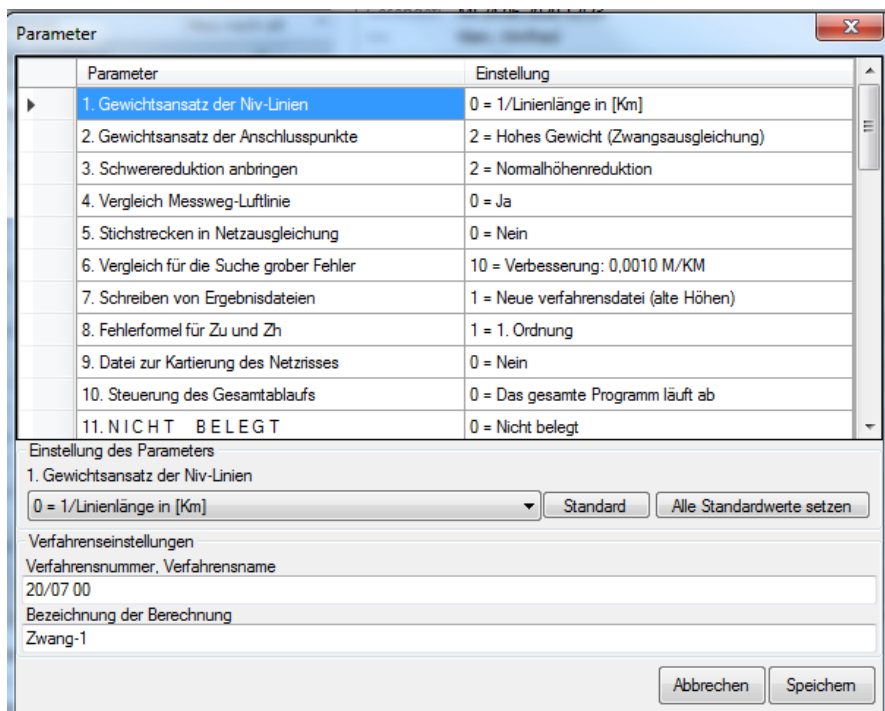 Parameter
Parameter Einstellung
1. Gewichtsansatz der Niv-Linien 0 = 1/Linienlänge in [Km]
2. Gewichtsansatz der Anschlusspunkte 2 = Hohes Gewicht (Zwangsausgleichung)
3. Schwerereduktion anbringen 2 = Normalhöhenreduktion
4. Vergleich Messweg-Luftlinie 0 = Ja
5. Stichstrecken in Netzausgleichung 0 = Nein
6. Vergleich für die Suche grober Fehler 10 = Verbesserung: 0,0010 M/KM
7. Schreiben von Ergebnisdateien 1 = Neue verfahrensdatei (alte Höhen)
8. Fehlerformel für Zu und Zh 1 = 1. Ordnung
9. Datei zur Kartierung des Netzrisses 0 = Nein
10. Steuerung des Gesamtablaufs 0 = Das gesamte Programm läuft ab
11. N I C H T B E L E G T 0 = Nicht belegt
Einstellung des Parameters
1. Gewichtsansatz der Niv-Linien
0 = 1/Linienlänge in [Km] Standard Alle Standardwerte setzen
Verfahrenseinstellungen
Verfahrensnummer, Verfahrensname
20/07 00
Bezeichnung der Berechnung
Zwang-1
Abbrechen Speichern